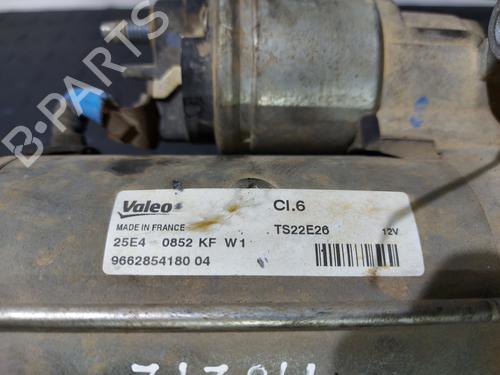 B-PARTS
Valeo Cl.6
MADE IN FRANCE TS22E26 12V
25E4 0852 KF W1
9662854180 04